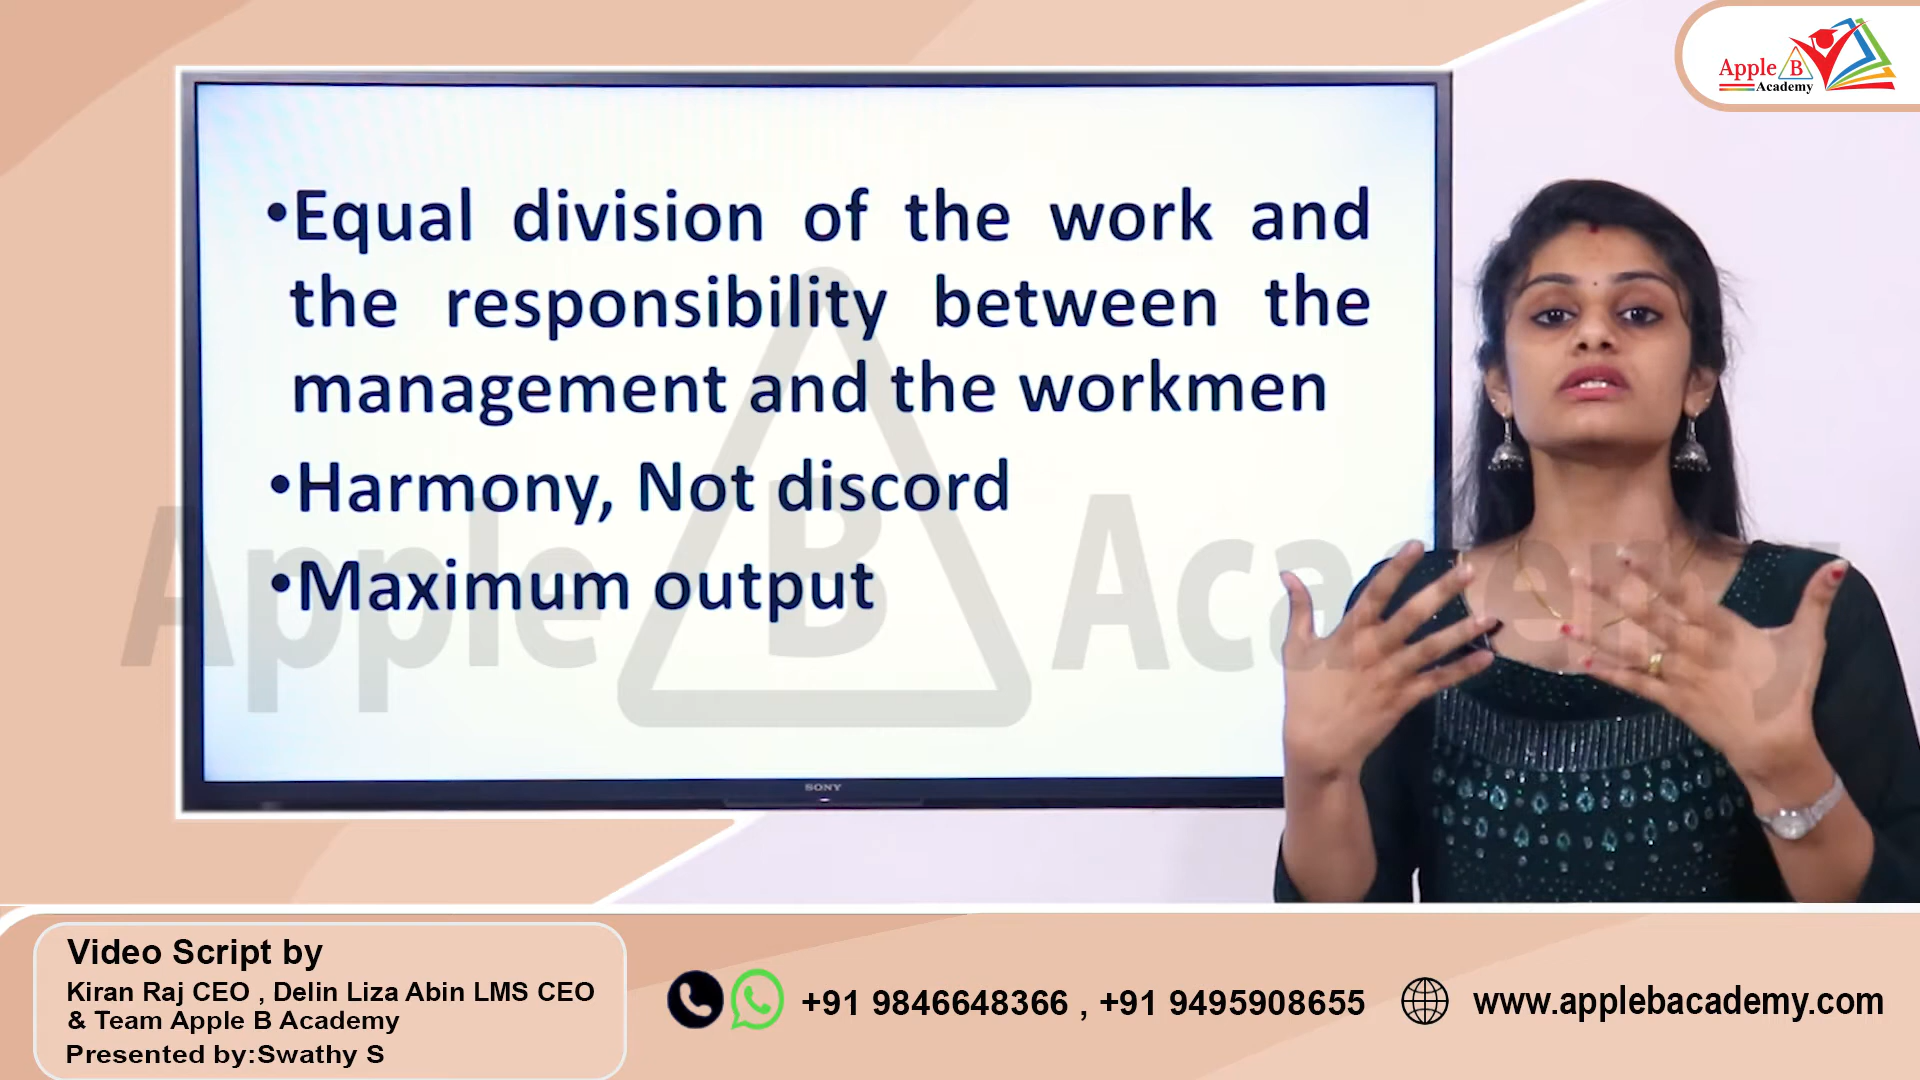 Apple B
Academy
•Equal division of the work and
the responsibility between the
management and the workmen
•Harmony, Not discord
•Maximum output
Apple B Academy
SONY
Video Script by
Kiran Raj CEO , Delin Liza Abin LMS CEO
& Team Apple B Academy
Presented by:Swathy S
+91 9846648366 , +91 9495908655
www.applebacademy.com